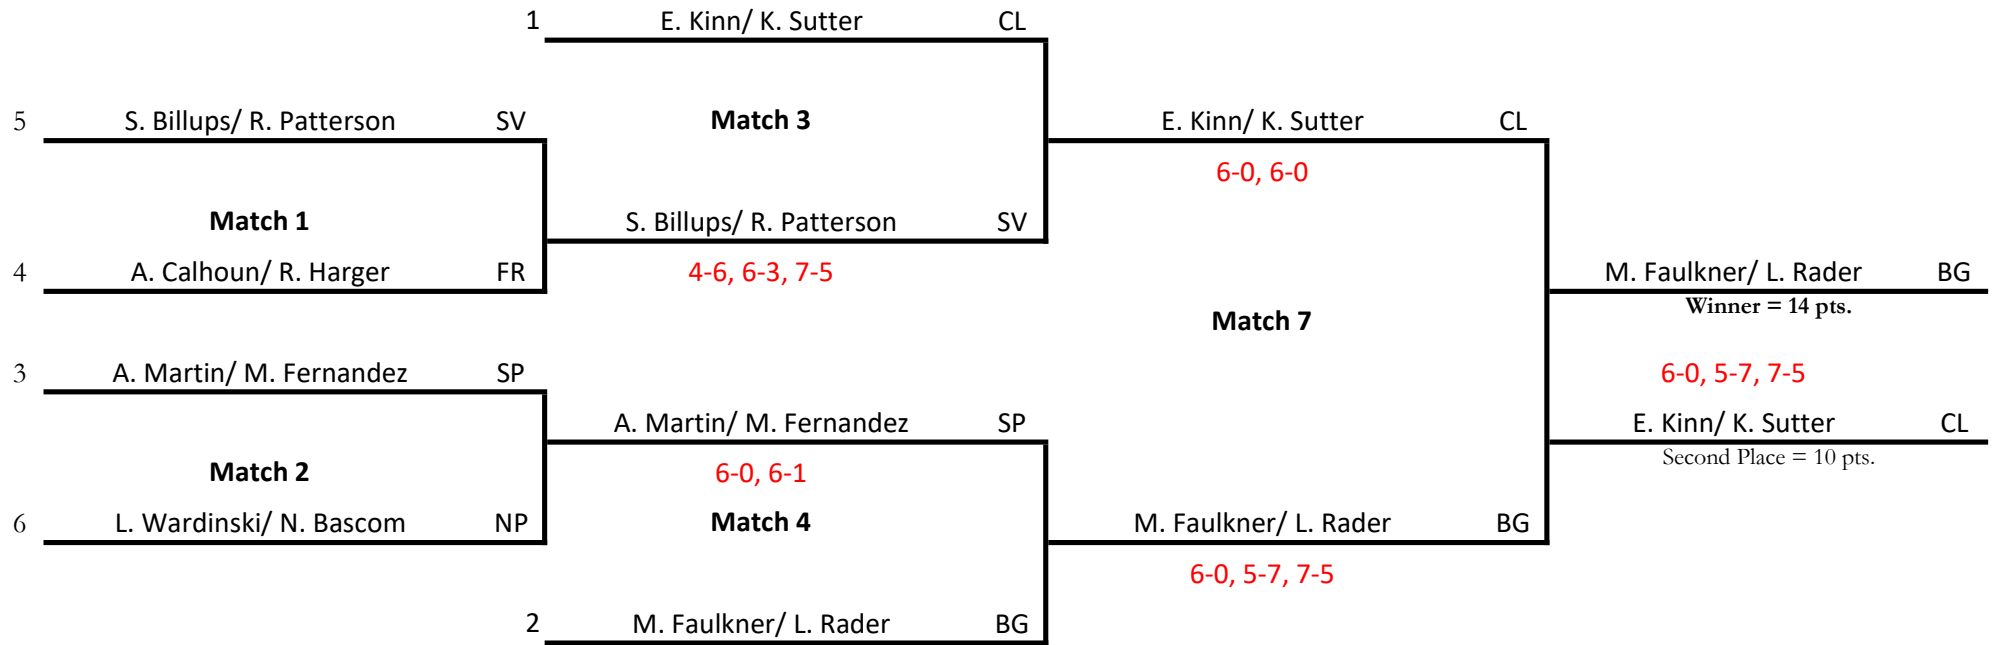 1 E. Kinn/ K. Sutter CL
5 S. Billups/ R. Patterson SV
Match 3
E. Kinn/ K. Sutter CL
6-0, 6-0
Match 1
S. Billups/ R. Patterson SV
4 A. Calhoun/ R. Harger FR
4-6, 6-3, 7-5
M. Faulkner/ L. Rader BG
Winner = 14 pts.
Match 7
3 A. Martin/ M. Fernandez SP
6-0, 5-7, 7-5
A. Martin/ M. Fernandez SP
E. Kinn/ K. Sutter CL
Second Place = 10 pts.
Match 2
6-0, 6-1
6 L. Wardinski/ N. Bascom NP
Match 4
M. Faulkner/ L. Rader BG
6-0, 5-7, 7-5
2 M. Faulkner/ L. Rader BG